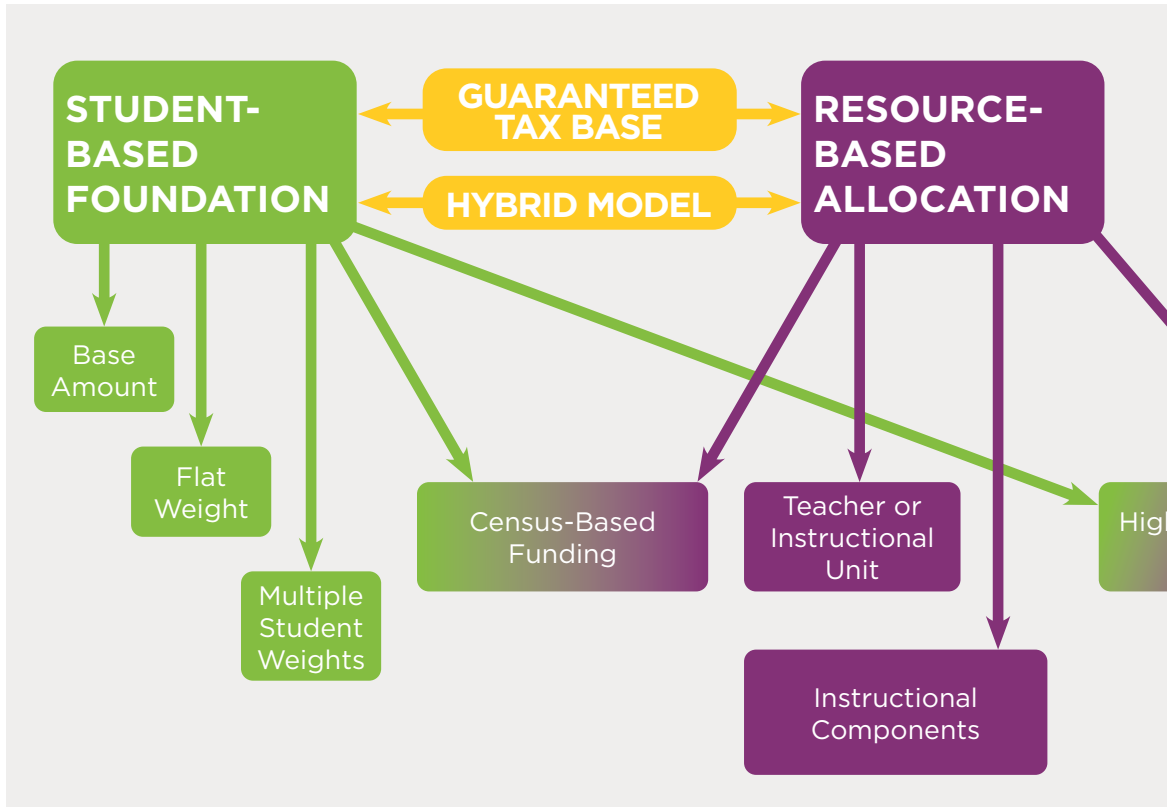 STUDENT-
BASED
FOUNDATION
GUARANTEED
TAX BASE
HYBRID MODEL
RESOURCE-
BASED
ALLOCATION
Base
Amount
Flat
Weight
Multiple
Student
Weights
Census-Based
Funding
Teacher or
Instructional
Unit
Instructional
Components